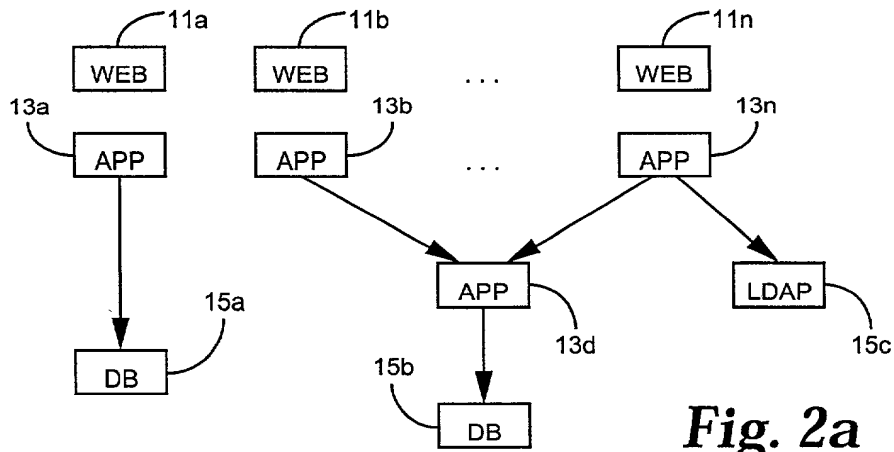 11a 11b 11n
WEB WEB ... WEB
13a 13b 13n
APP APP ... APP
APP LDAP
15a 13d 15c
DB 15b
DB
Fig. 2a